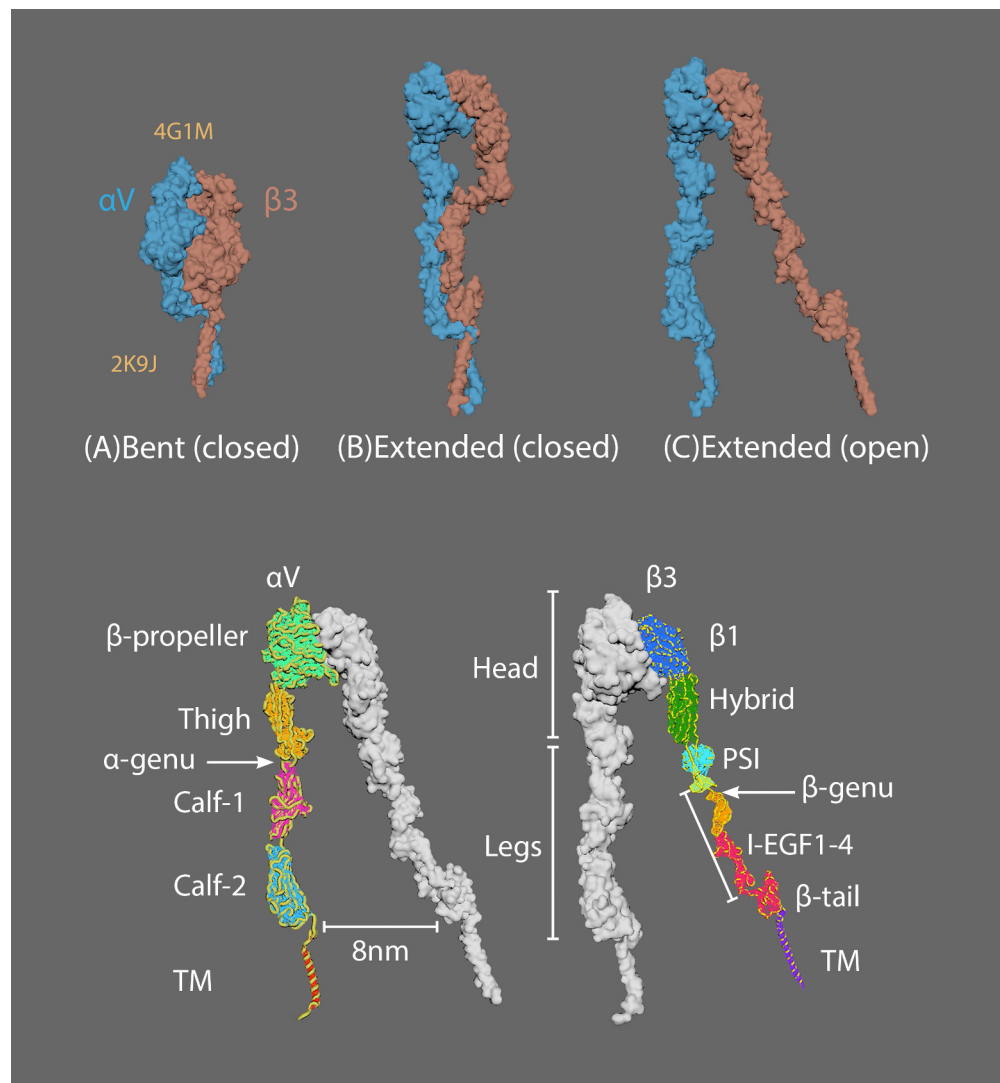 4G1M
αV
β3
2K9J
(A)Bent (closed)
(B)Extended (closed)
(C)Extended (open)
αV
β-propeller
Thigh
α-genu
Calf-1
Calf-2
TM
8nm
β3
Head
Legs
β1
Hybrid
PSI
β-genu
I-EGF1-4
β-tail
TM